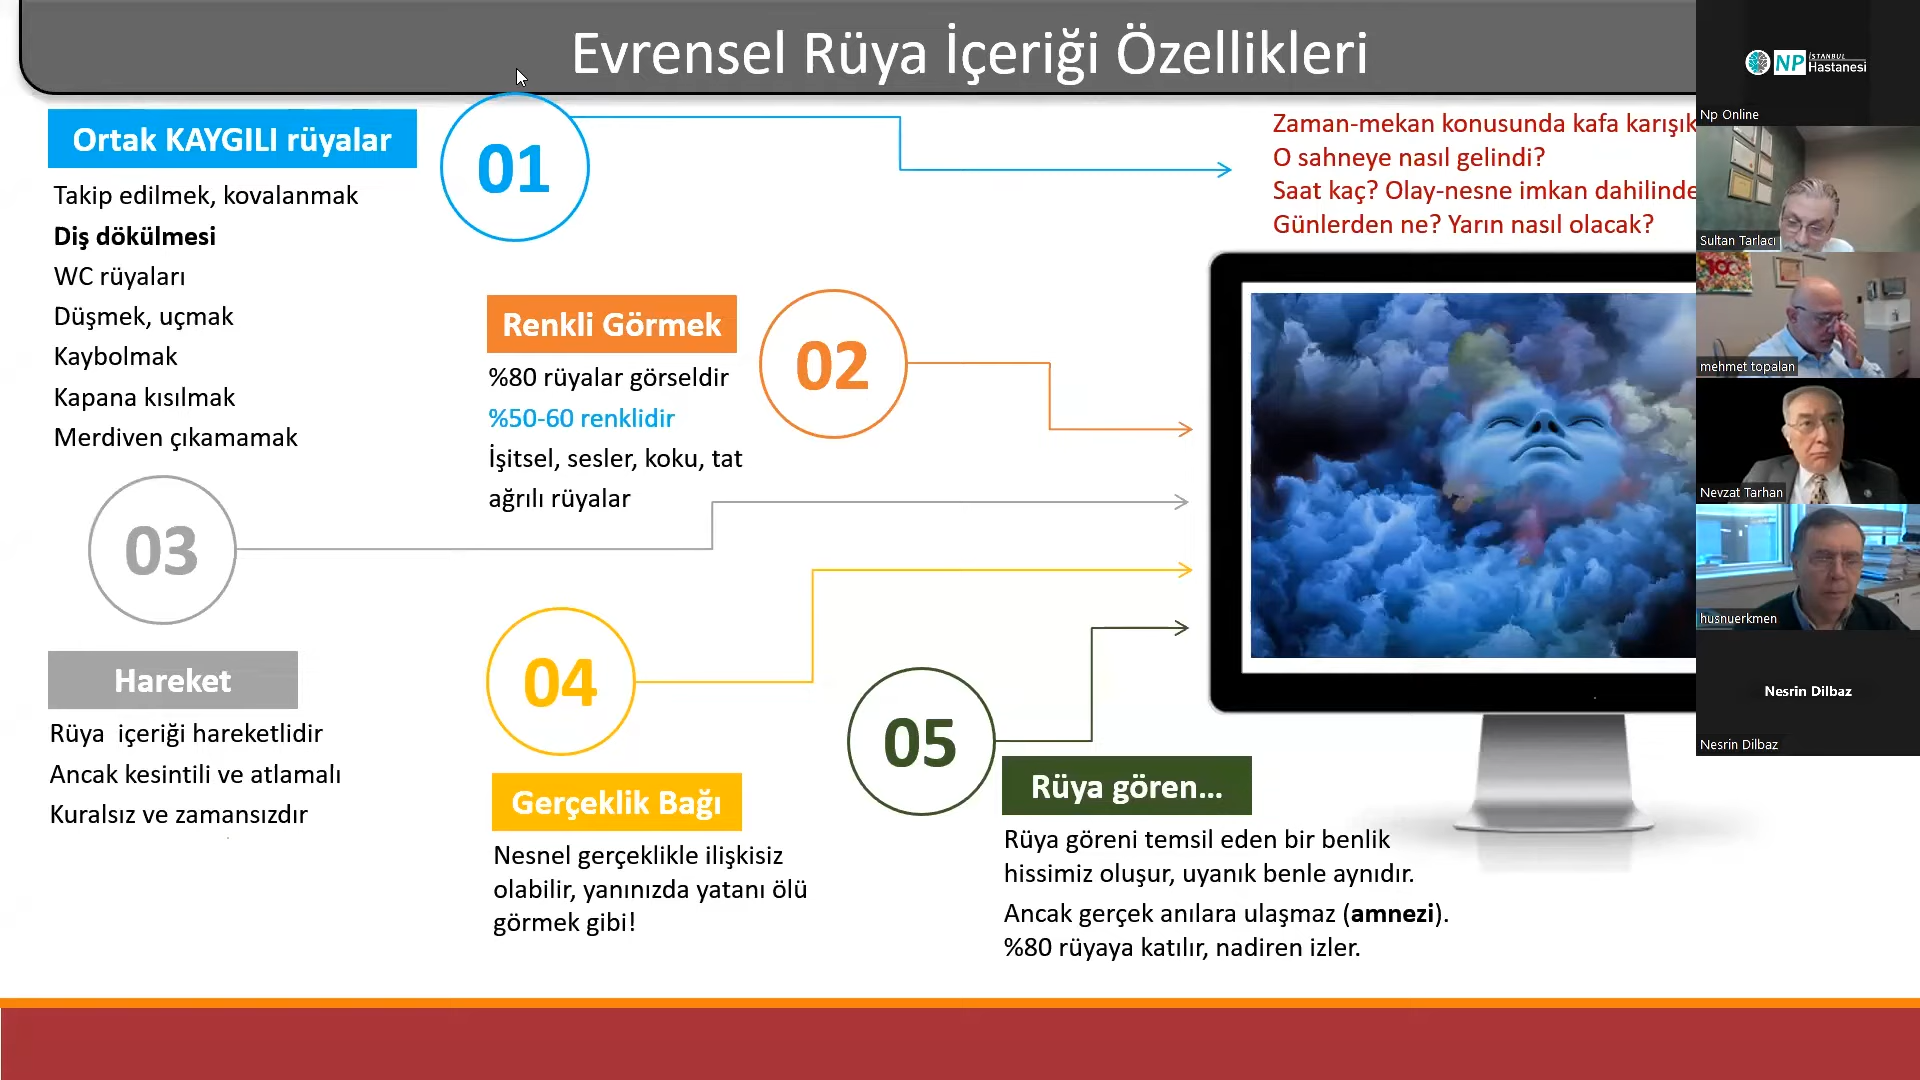 Evrensel Rüya İçeriği Özellikleri
Ortak KAYGILI rüyalar
01
Takip edilmek, kovalanmak
Diş dökülmesi
WC rüyaları
Düşmek, uçmak
Kaybolmak
Kapana kısılmak
Merdiven çıkamamak
Zaman-mekan konusunda kafa karışık
O sahneye nasıl gelindi?
Saat kaç? Olay-nesne imkan dahilinde
Günlerden ne? Yarın nasıl olacak?
Renkli Görmek
02
%80 rüyalar görseldir
%50-60 renklidir
İşitsel, sesler, koku, tat
ağrılı rüyalar
03
Hareket
Rüya içeriği hareketlidir
Ancak kesintili ve atlamalı
Kuralsız ve zamansızdır
04
Gerçeklik Bağı
Nesnel gerçeklikle ilişkisiz
olabilir, yanınızda yatanı ölü
görmek gibi!
05
Rüya gören...
Rüya göreni temsil eden bir benlik
hissimiz oluşur, uyanık benle aynıdır.
Ancak gerçek anılara ulaşmaz (amnezi).
%80 rüyaya katılır, nadiren izler.
NP İSTANBUL Hastanesi
Np Online
Sultan Tarlacı
mehmet topalan
Nevzat Tarhan
husnuerkmen
Nesrin Dilbaz
Nesrin Dilbaz